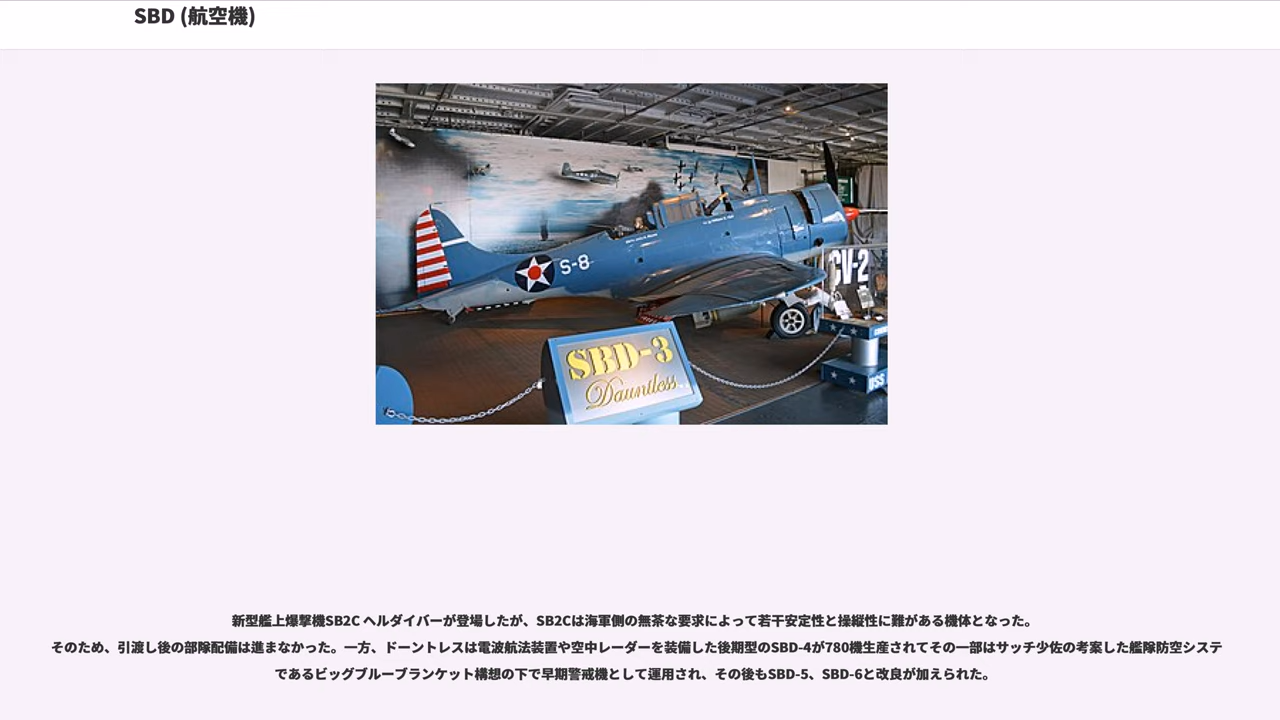 SBD (航空機)
S-8
CV-2
SBD-3
Dauntless
USS
新型艦上爆撃機SB2C ヘルダイバーが登場したが、SB2Cは海軍側の無茶な要求によって若干安定性と操縦性に難がある機体となった。
そのため、引渡し後の部隊配備は進まなかった。一方、ドーントレスは電波航法装置や空中レーダーを装備した後期型のSBD-4が780機生産されてその一部はサッチ少佐の考案した艦隊防空システ
であるビッグブルーブランケット構想の下で早期警戒機として運用され、その後もSBD-5、SBD-6と改良が加えられた。